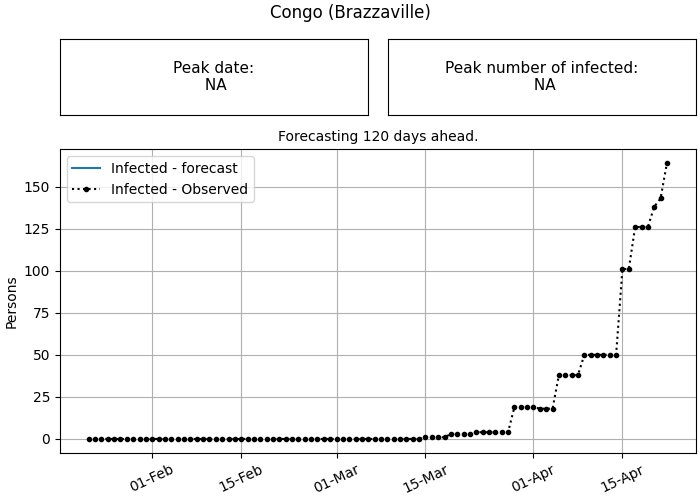 Congo (Brazzaville)
Peak date:
NA
Peak number of infected:
NA
Forecasting 120 days ahead.
Infected - forecast
Infected - Observed
Persons
150
125
100
75
50
25
0
01-Feb
15-Feb
01-Mar
15-Mar
01-Apr
15-Apr